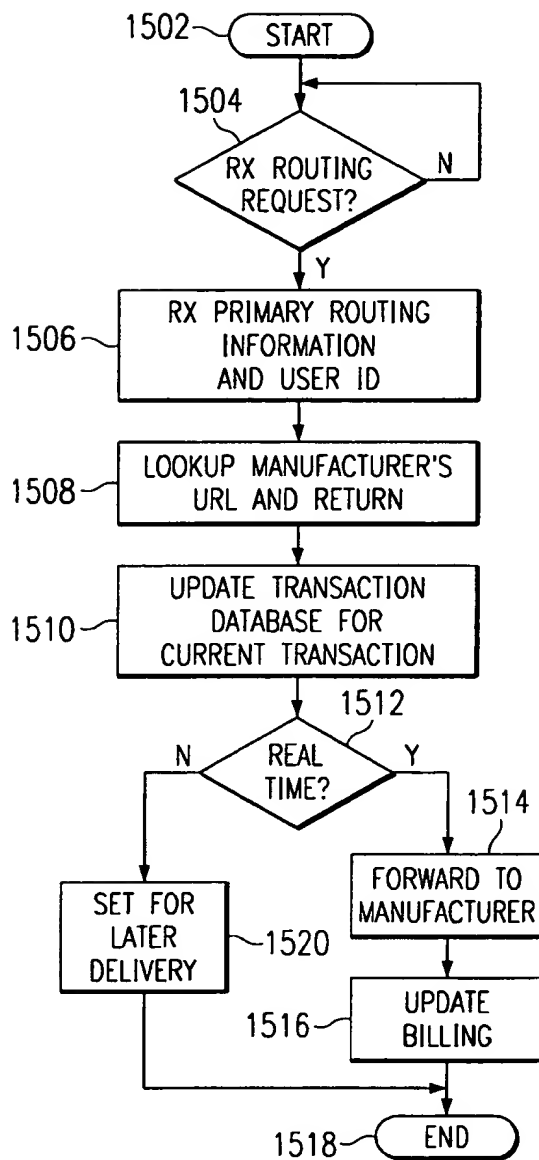 1502
START
1504
RX ROUTING
REQUEST?
N
Y
1506
RX PRIMARY ROUTING
INFORMATION
AND USER ID
1508
LOOKUP MANUFACTURER'S
URL AND RETURN
1510
UPDATE TRANSACTION
DATABASE FOR
CURRENT TRANSACTION
1512
N
REAL
TIME?
Y
1514
FORWARD TO
MANUFACTURER
SET FOR
LATER
DELIVERY
1520
1516
UPDATE
BILLING
1518
END